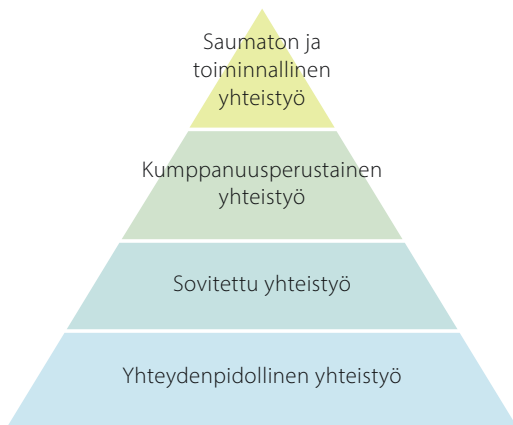 Saumaton ja
toiminnallinen
yhteistyö
Kumppanuusperustainen
yhteistyö
Sovitettu yhteistyö
Yhteydenpidollinen yhteistyö